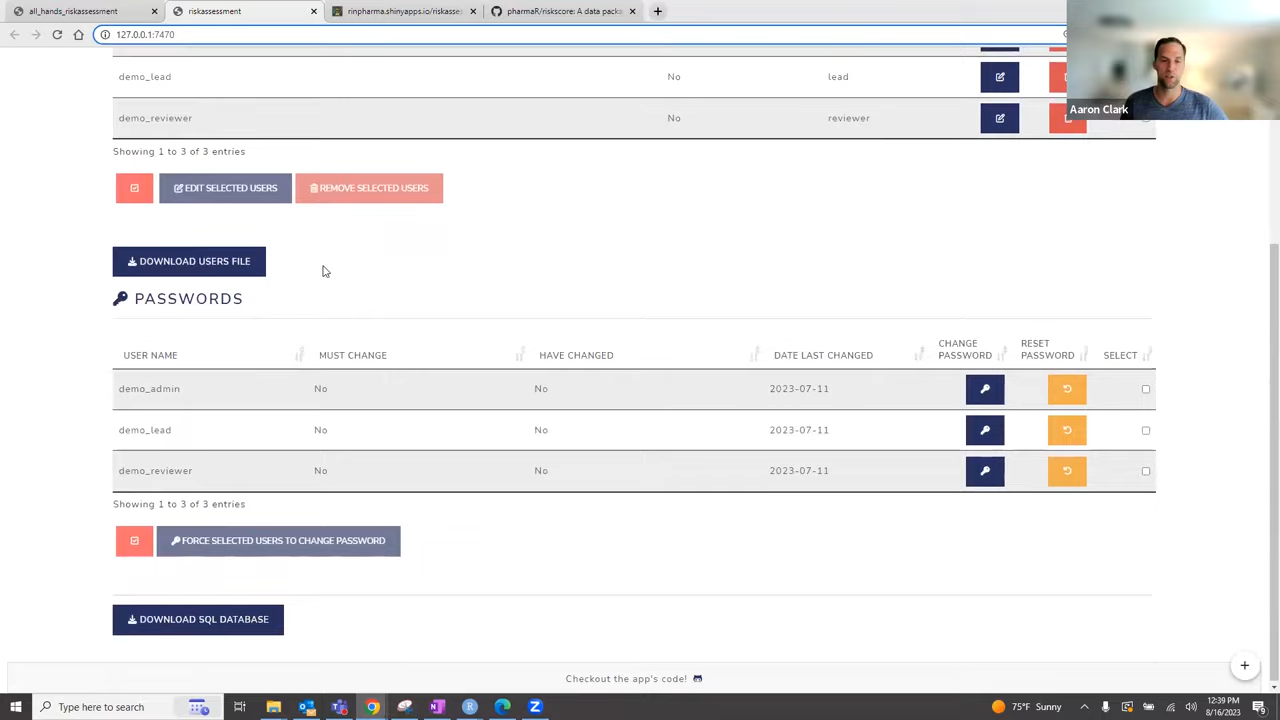 all_hands_riskassessmen
riskassessment
pharmaR/riskscore: A data packa
127.0.0.1:7470
Aaron Clark
demo_lead No lead
demo_reviewer No reviewer
Showing 1 to 3 of 3 entries
EDIT SELECTED USERS REMOVE SELECTED USERS
DOWNLOAD USERS FILE
PASSWORDS
USER NAME MUST CHANGE HAVE CHANGED DATE LAST CHANGED CHANGE PASSWORD RESET PASSWORD SELECT
demo_admin No No 2023-07-11
demo_lead No No 2023-07-11
demo_reviewer No No 2023-07-11
Showing 1 to 3 of 3 entries
FORCE SELECTED USERS TO CHANGE PASSWORD
DOWNLOAD SQL DATABASE
Checkout the app's code!
Type here to search
75°F Sunny
12:39 PM
8/16/2023